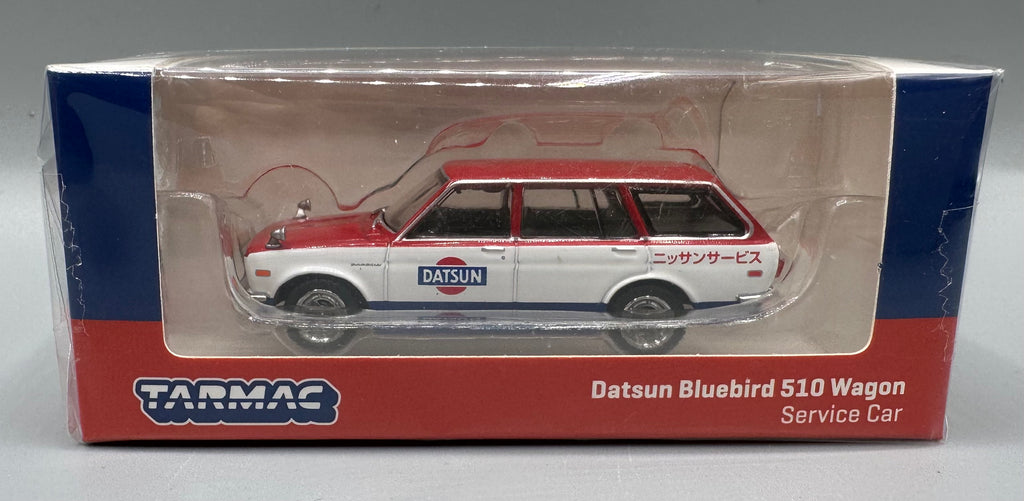 DATSUN
ニッサンサービス
TARMAC
Datsun Bluebird 510 Wagon
Service Car